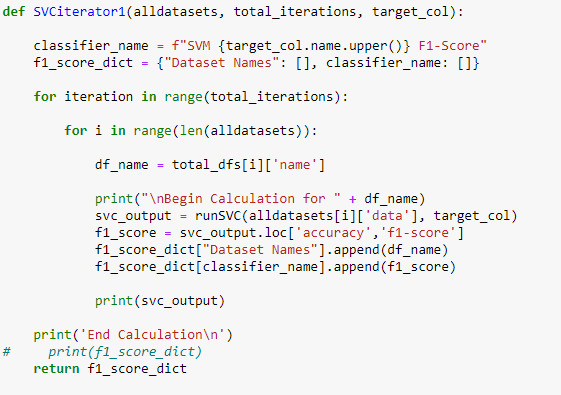 def SVCiterator1(alldatasets, total_iterations, target_col):
    classifier_name = f"SVM {target_col.name.upper()} F1-Score"
    f1_score_dict = {"Dataset Names": [], classifier_name: []}
    for iteration in range(total_iterations):
        for i in range(len(alldatasets)):
            df_name = total_dfs[i]['name']
            print("\nBegin Calculation for " + df_name)
            svc_output = runSVC(alldatasets[i]['data'], target_col)
            f1_score = svc_output.loc['accuracy','f1-score']
            f1_score_dict["Dataset Names"].append(df_name)
            f1_score_dict[classifier_name].append(f1_score)
            print(svc_output)
    print('End Calculation\n')
#     print(f1_score_dict)
    return f1_score_dict